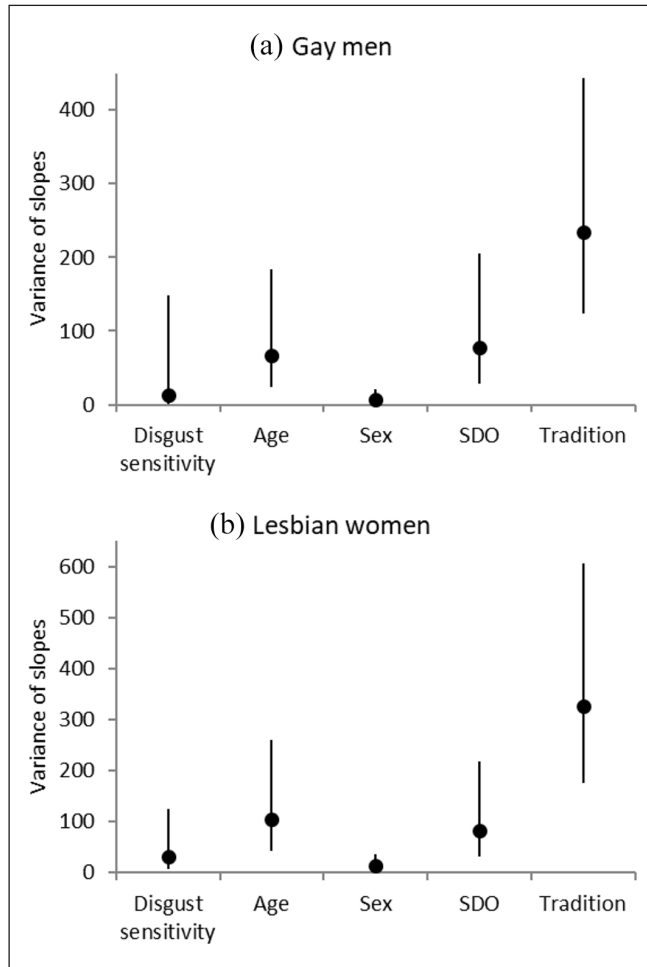 (a) Gay men
Variance of slopes
400
300
200
100
0
Disgust sensitivity
Age
Sex
SDO
Tradition
(b) Lesbian women
Variance of slopes
600
500
400
300
200
100
0
Disgust sensitivity
Age
Sex
SDO
Tradition